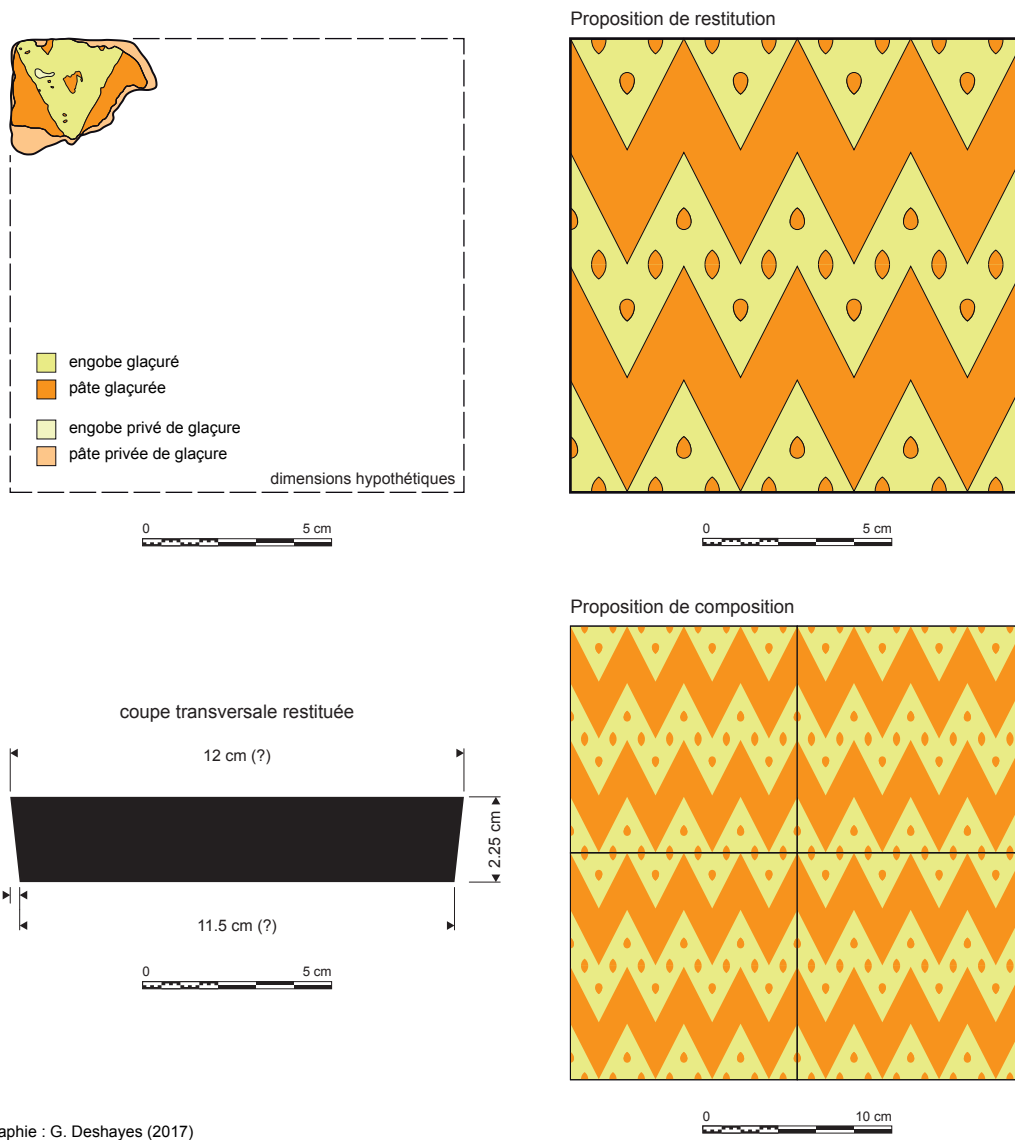 Proposition de restitution
engobe glaçuré
pâte glaçurée
engobe privé de glaçure
pâte privée de glaçure
dimensions hypothétiques
0 5 cm
0 5 cm
Proposition de composition
coupe transversale restituée
12 cm (?)
2.25 cm
11.5 cm (?)
0 5 cm
0 10 cm
aphie : G. Deshayes (2017)